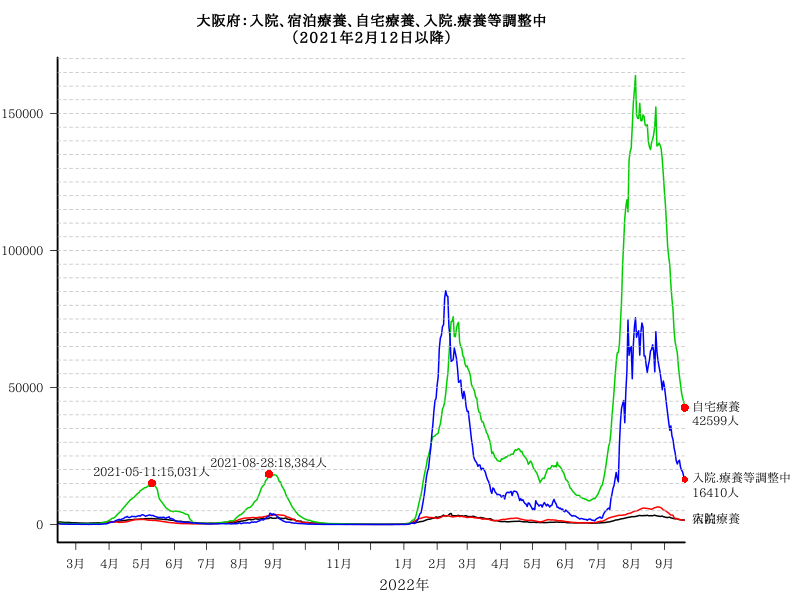 大阪府：入院、宿泊療養、自宅療養、入院.療養等調整中
（2021年2月12日以降）
150000
100000
50000
0
2021-05-11:15,031人
2021-08-28:18,384人
自宅療養
42599人
入院.療養等調整中
16410人
療養
3月 4月 5月 6月 7月 8月 9月 11月 1月 2月 3月 4月 5月 6月 7月 8月 9月
2022年